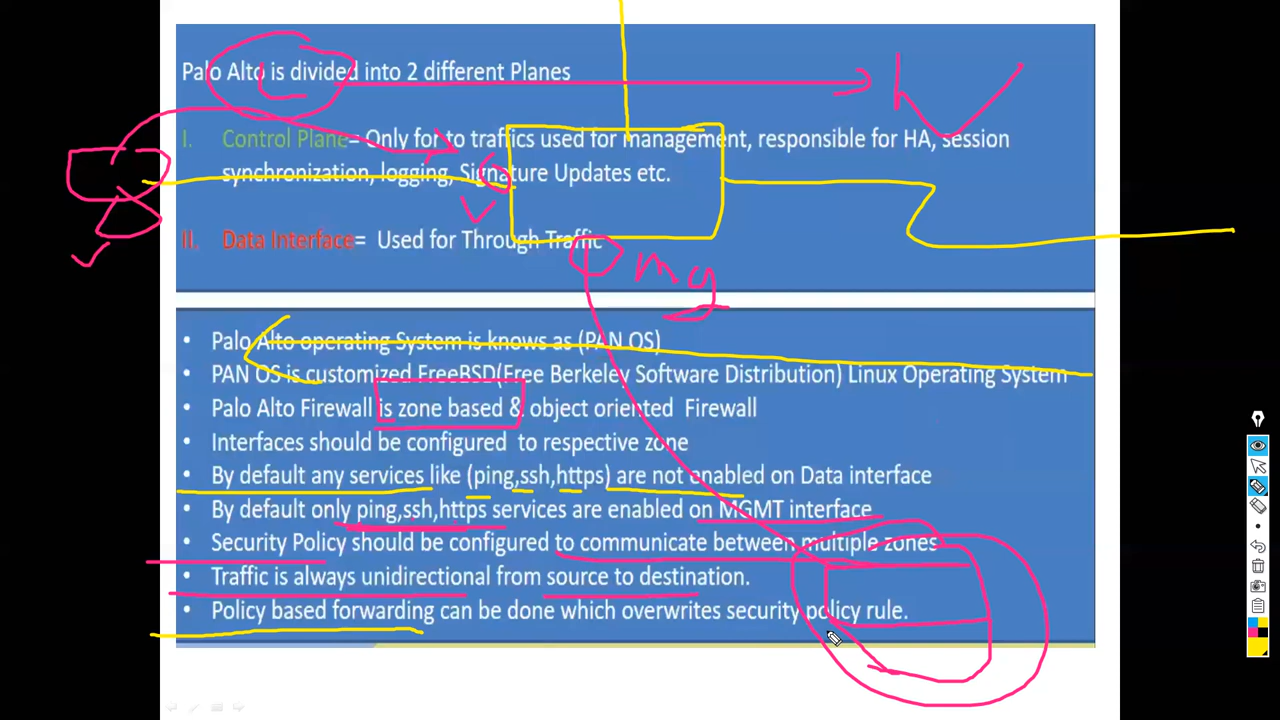 Palo Alto is divided into 2 different Planes
I. Control Plane= Only for to traffics used for management, responsible for HA, session
synchronization, logging, Signature Updates etc.
II. Data Interface= Used for Through Traffic
mg
• Palo Alto operating System is knows as (PAN OS)
• PAN OS is customized FreeBSD(Free Berkeley Software Distribution) Linux Operating System
• Palo Alto Firewall is zone based & object oriented Firewall
• Interfaces should be configured to respective zone
• By default any services like (ping,ssh,https) are not enabled on Data interface
• By default only ping,ssh,https services are enabled on MGMT interface
• Security Policy should be configured to communicate between multiple zones
• Traffic is always unidirectional from source to destination.
• Policy based forwarding can be done which overwrites security policy rule.